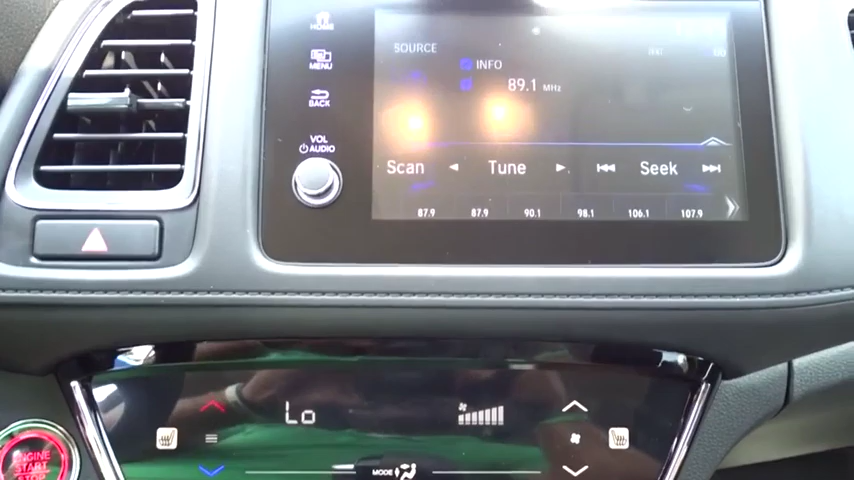 HOME
MENU
BACK
VOL
AUDIO
SOURCE
INFO
89.1 MHz
Scan
Tune
Seek
87.9 87.9 90.1 98.1 106.1 107.9
Lo
MODE
ENGINE
START
STOP